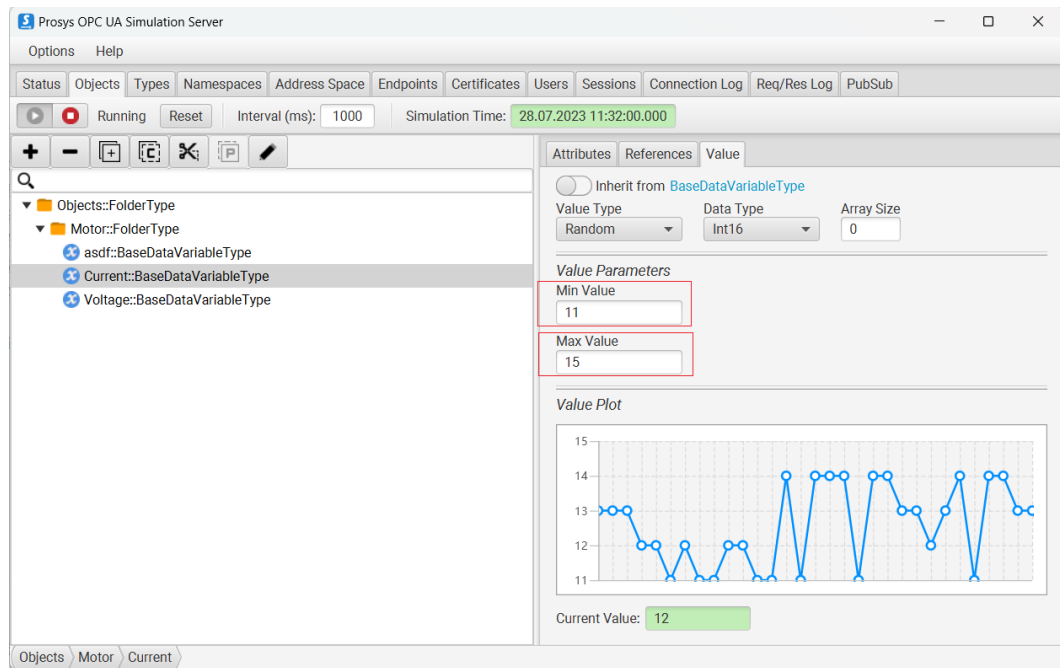 Prosys OPC UA Simulation Server
Options Help
Status Objects Types Namespaces Address Space Endpoints Certificates Users Sessions Connection Log Req/Res Log PubSub
Running Reset Interval (ms): 1000 Simulation Time: 28.07.2023 11:32:00.000
Objects::FolderType
Motor::FolderType
asdf::BaseDataVariableType
Current::BaseDataVariableType
Voltage::BaseDataVariableType
Attributes References Value
Inherit from BaseDataVariableType
Value Type Data Type Array Size
Random Int16 0
Value Parameters
Min Value
11
Max Value
15
Value Plot
15
14
13
12
11
Current Value: 12
Objects Motor Current